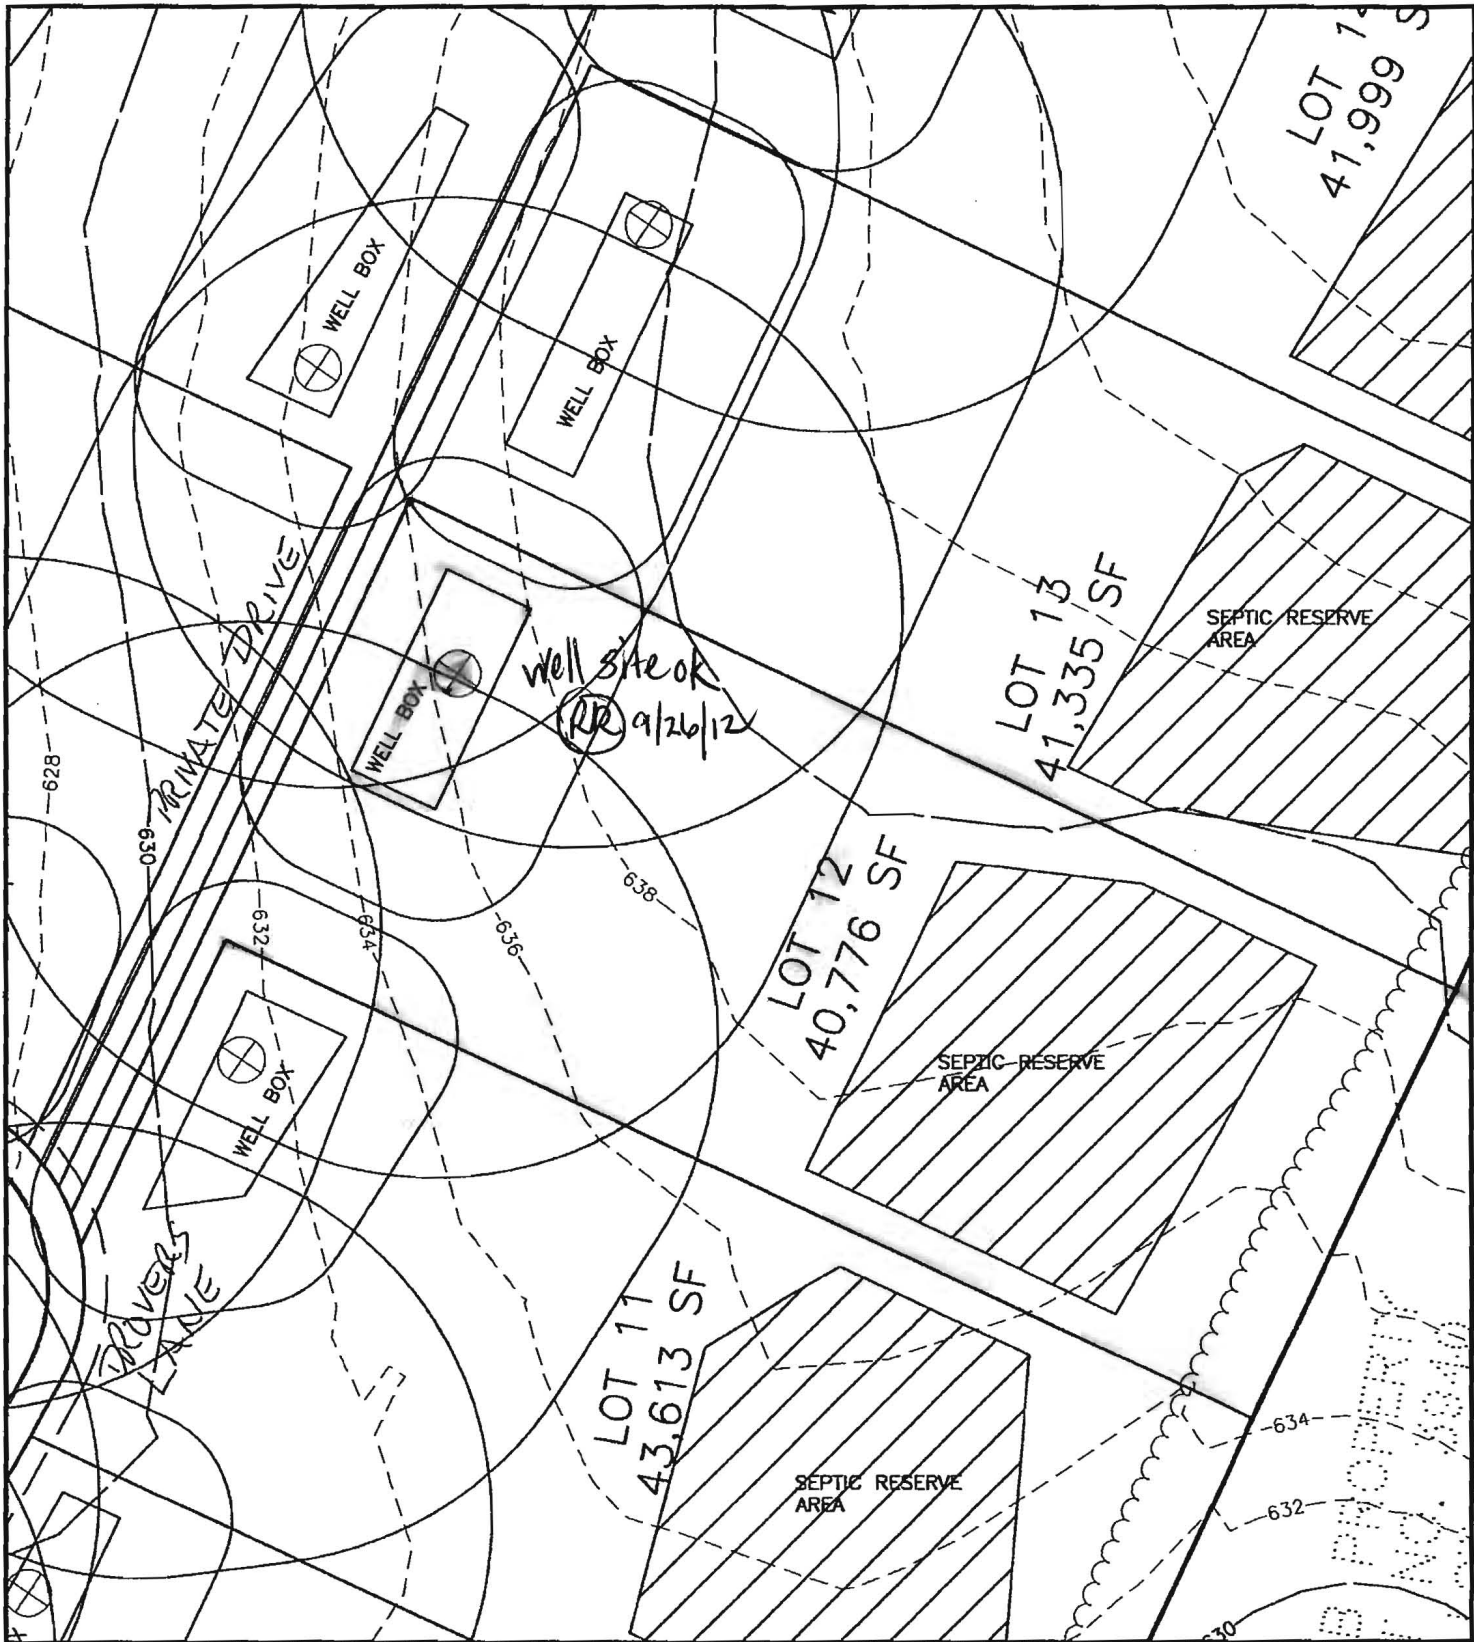 LOT 14
41,999 S
WELL BOX
WELL BOX
LOT 13
41,335 SF
SEPTIC RESERVE
AREA
PRIVATE DRIVE
well site ok
RR 9/26/12
WELL BOX
628
630
638
632
634
636
LOT 12
40,776 SF
SEPTIC RESERVE
AREA
WELL BOX
DROVERS
LANE
LOT 11
43,613 SF
SEPTIC RESERVE
AREA
634
632
630
PROPERTY
NO.
X